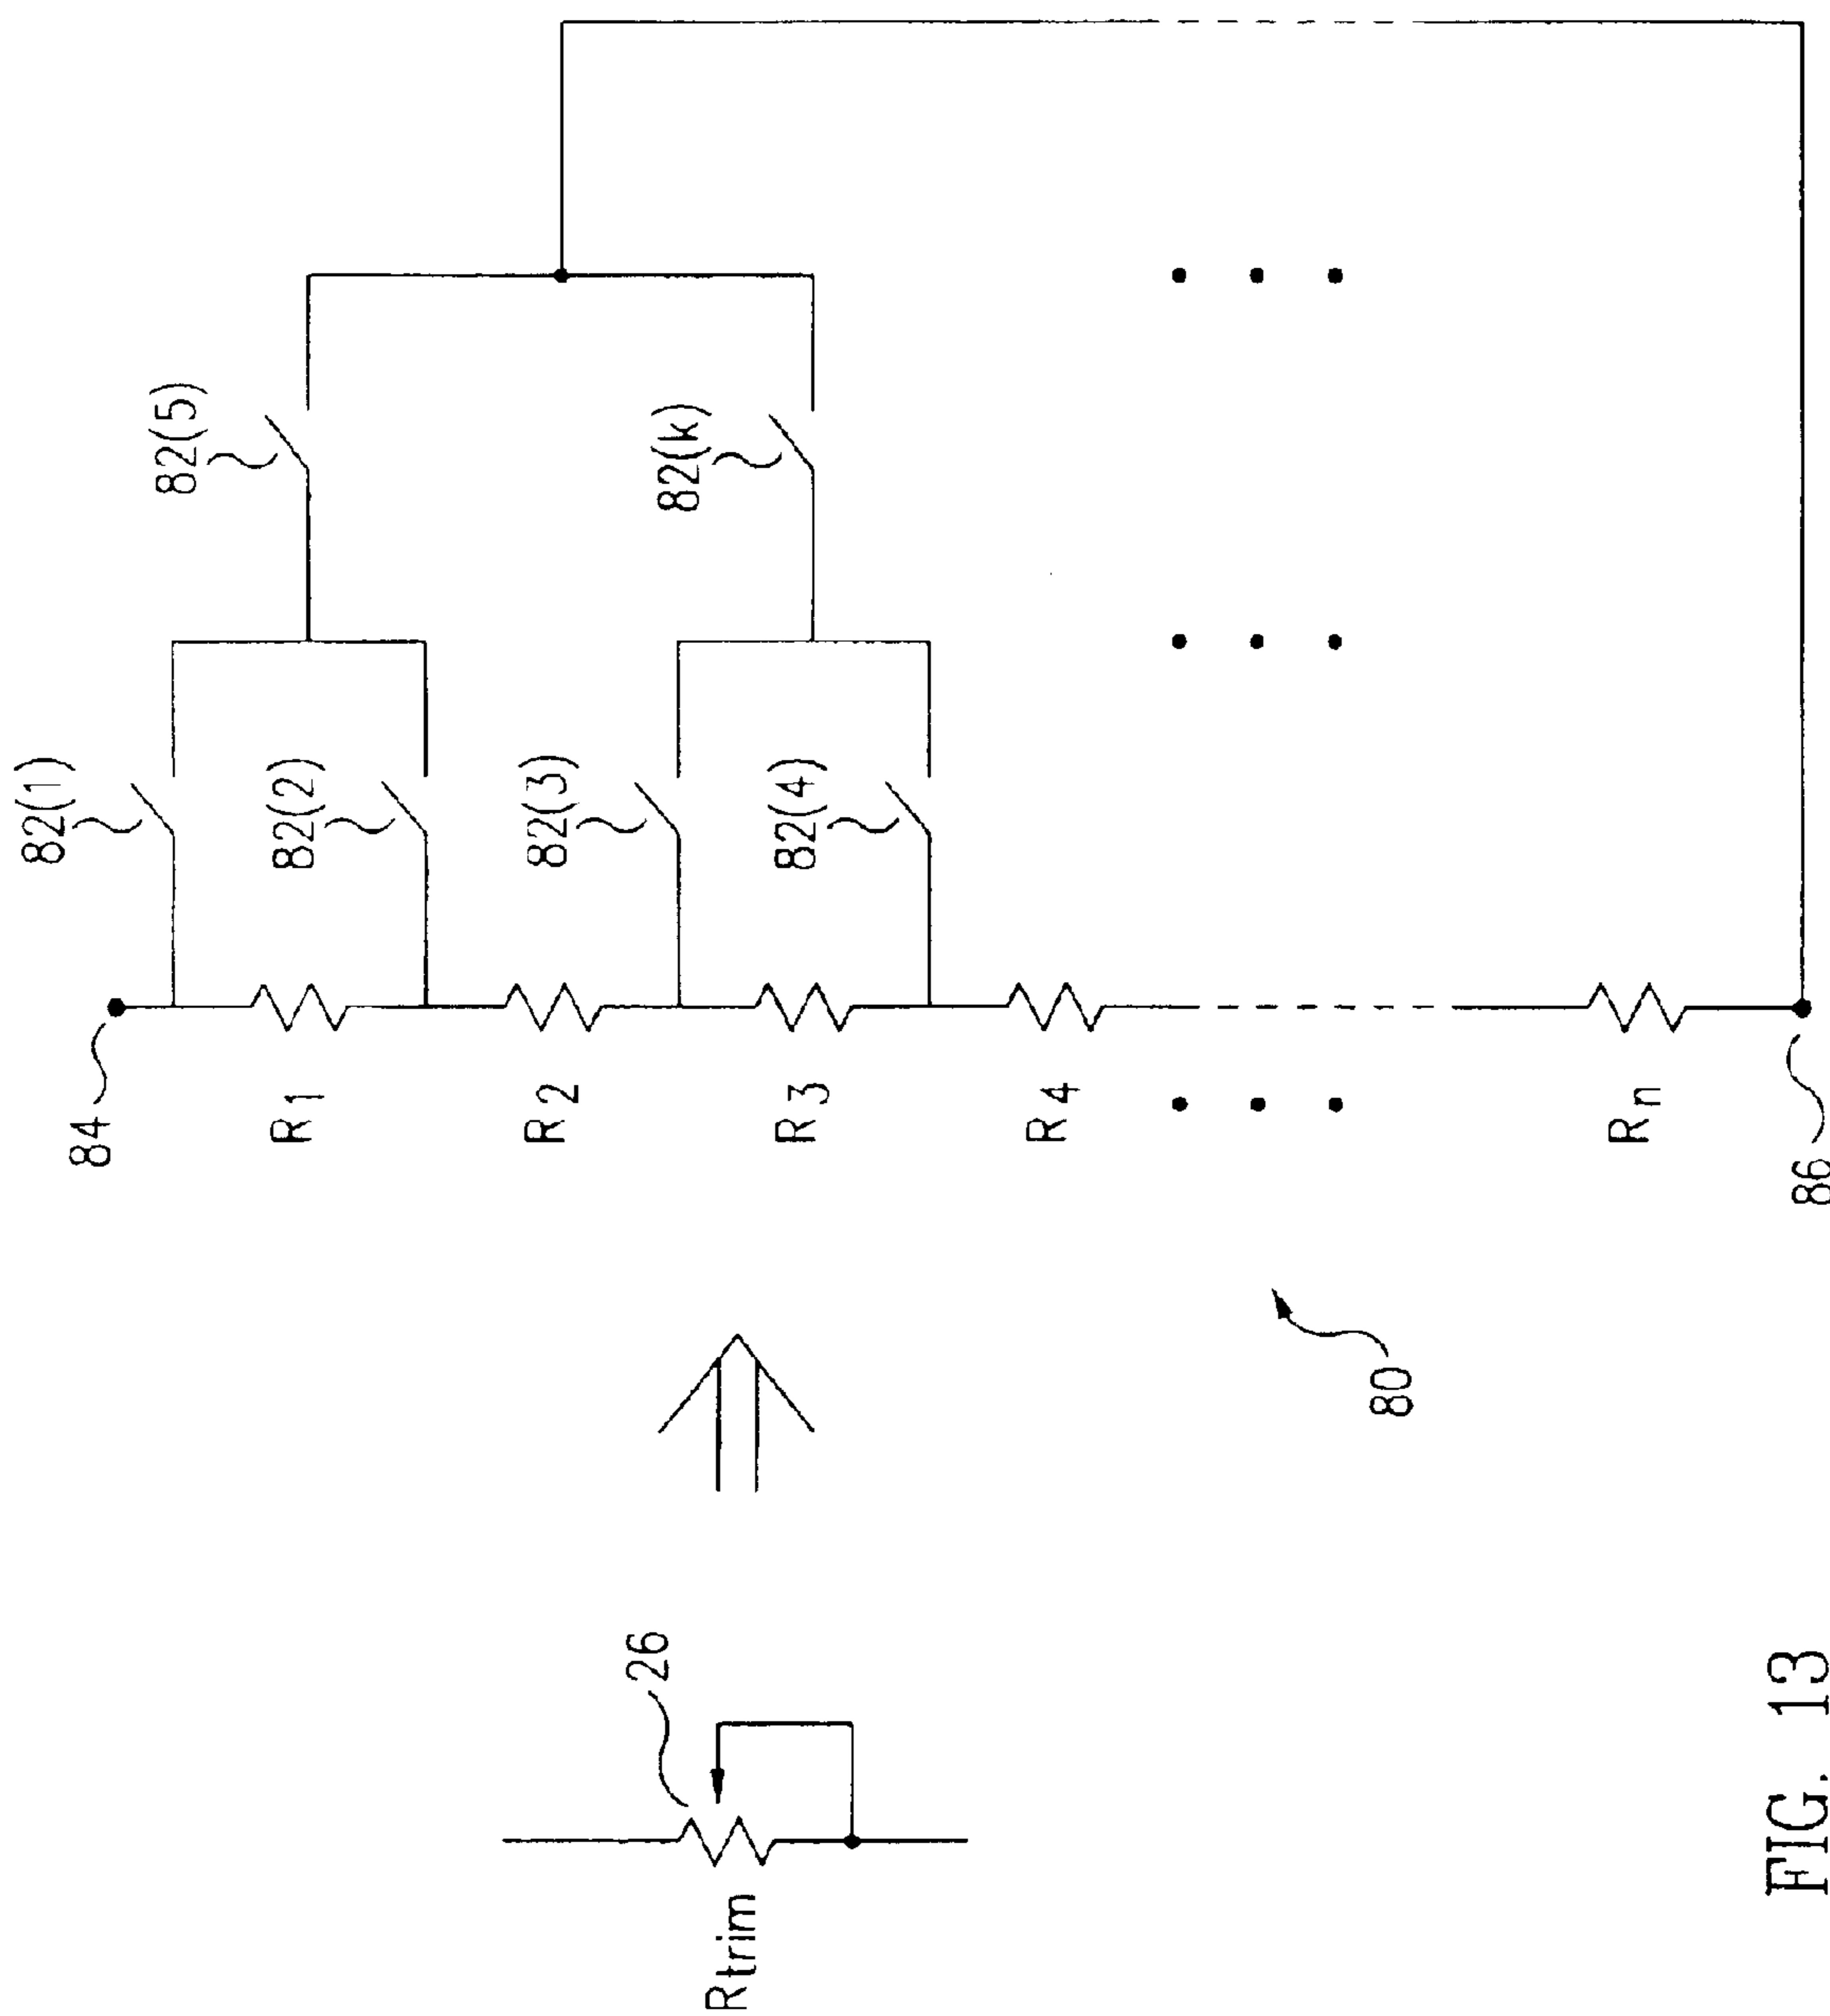 Rtrim
26
80
84
R1
R2
R3
R4
Rn
86
82(1)
82(2)
82(3)
82(4)
82(5)
82(k)
FIG. 13